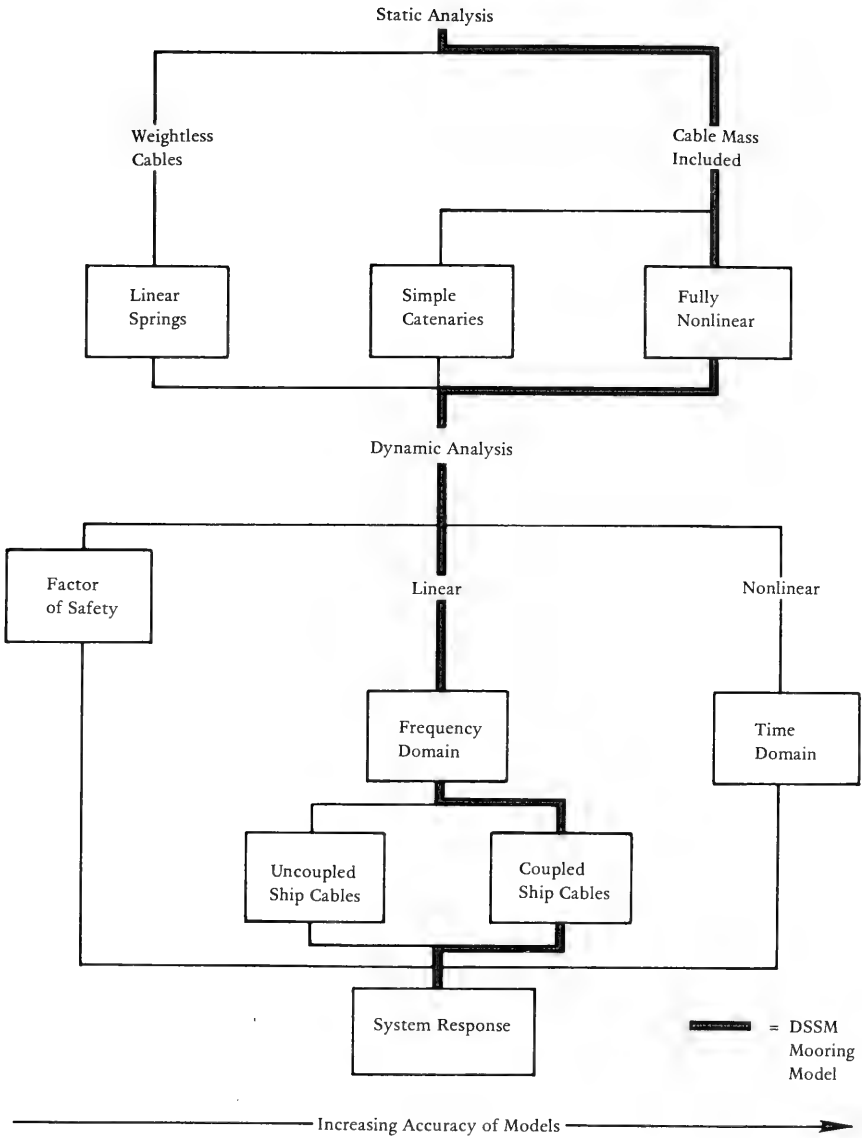 Static Analysis
Weightless
Cables
Cable Mass
Included
Linear
Springs
Simple
Catenaries
Fully
Nonlinear
Dynamic Analysis
Factor
of Safety
Linear
Nonlinear
Frequency
Domain
Time
Domain
Uncoupled
Ship Cables
Coupled
Ship Cables
System Response
= DSSM
Mooring
Model
Increasing Accuracy of Models